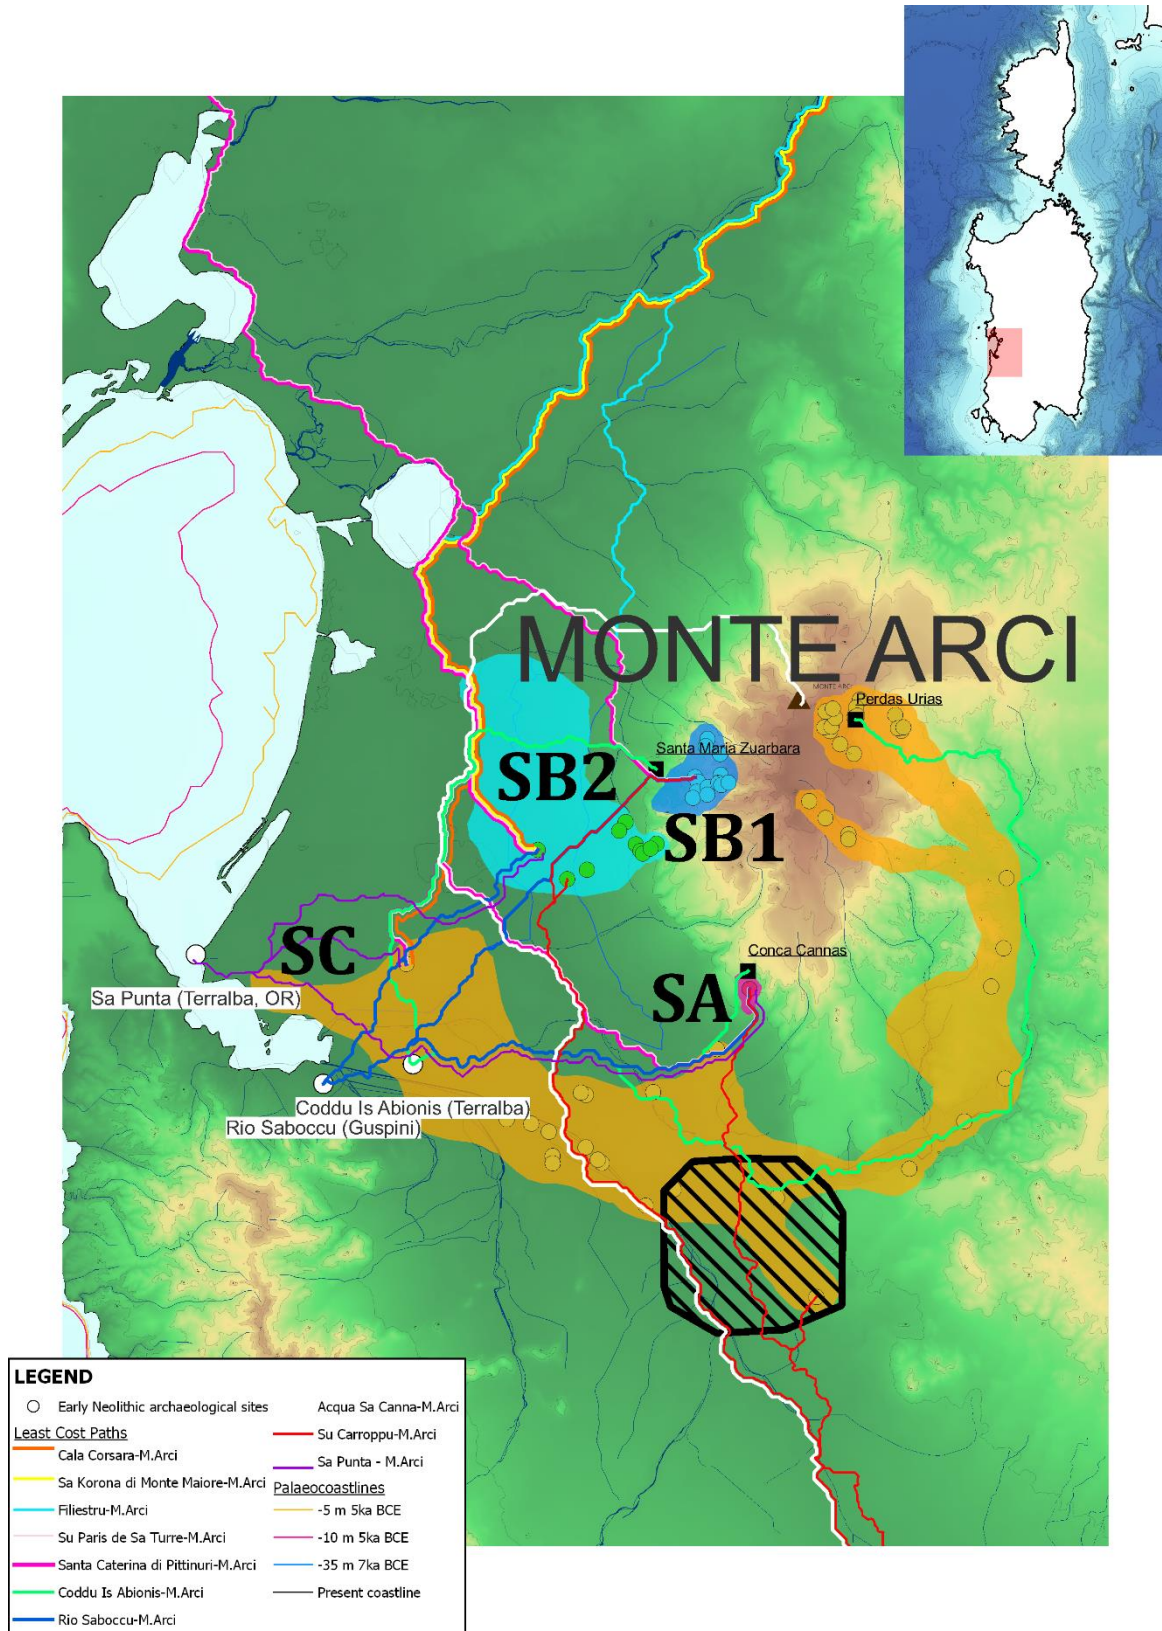 MONTE ARCI
MONTE ARCI
Perdas Urias
Santa Maria Zuarbara
SB2
SB1
SC
Conca Cannas
SA
Sa Punta (Terralba, OR)
Coddu Is Abionis (Terralba)
Rio Saboccu (Guspini)
LEGEND
Early Neolithic archaeological sites
Least Cost Paths
Cala Corsara-M.Arci
Sa Korona di Monte Maiore-M.Arci
Filiestru-M.Arci
Su Paris de Sa Turre-M.Arci
Santa Caterina di Pittinuri-M.Arci
Coddu Is Abionis-M.Arci
Rio Saboccu-M.Arci
Acqua Sa Canna-M.Arci
Su Carroppu-M.Arci
Sa Punta - M.Arci
Palaeocoastlines
-5 m 5ka BCE
-10 m 5ka BCE
-35 m 7ka BCE
Present coastline